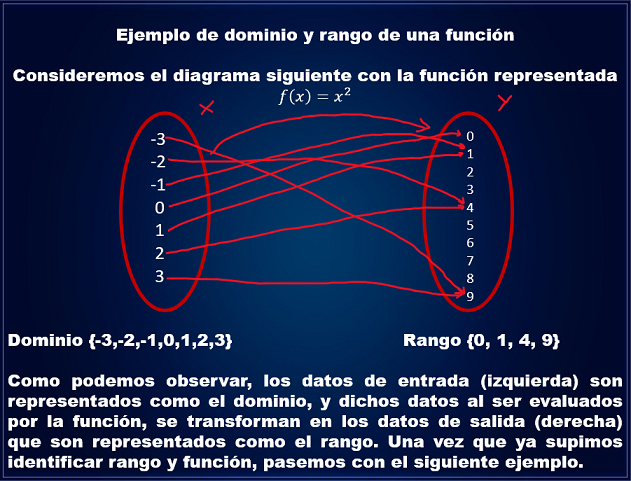 Ejemplo de dominio y rango de una función
Consideremos el diagrama siguiente con la función representada
f(x) = x²
X
Y
-3
-2
-1
0
1
2
3
0
1
2
3
4
5
6
7
8
9
Dominio {-3,-2,-1,0,1,2,3}
Rango {0, 1, 4, 9}
Como podemos observar, los datos de entrada (izquierda) son
representados como el dominio, y dichos datos al ser evaluados
por la función, se transforman en los datos de salida (derecha)
que son representados como el rango. Una vez que ya supimos
identificar rango y función, pasemos con el siguiente ejemplo.